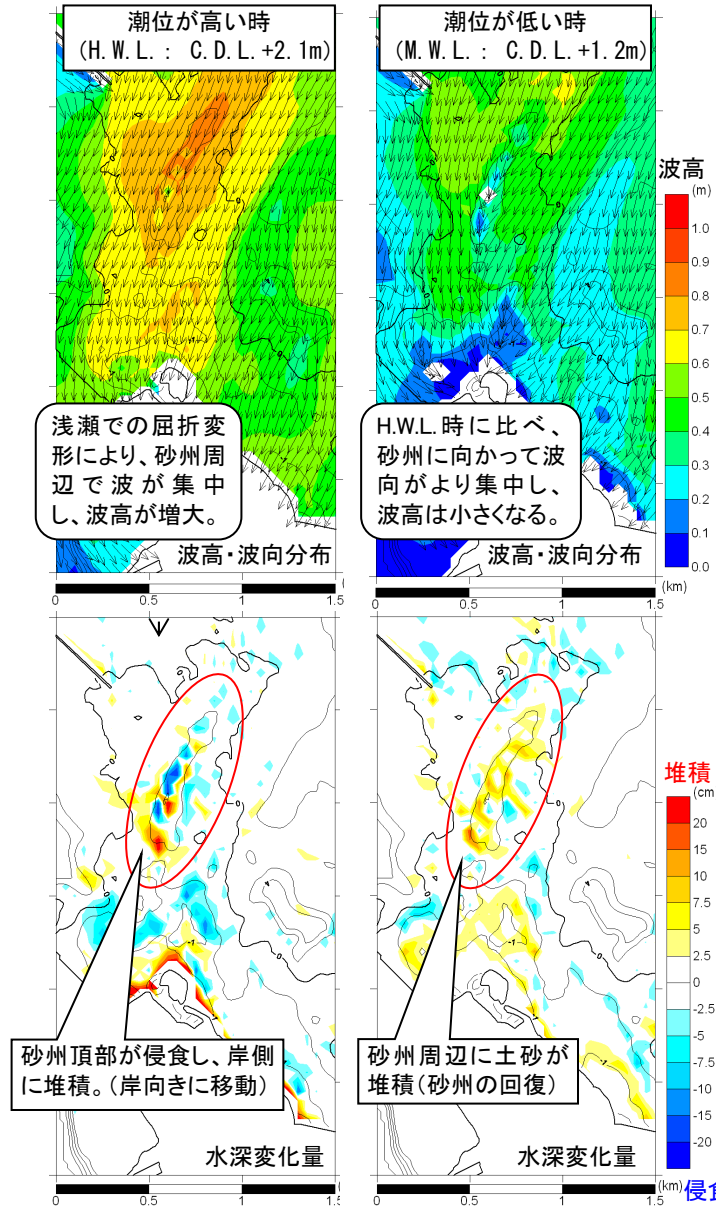 潮位が高い時
(H.W.L.: C.D.L.+2.1m)
潮位が低い時
(M.W.L.: C.D.L.+1.2m)
波高
(m)
1.0
0.9
0.8
0.7
0.6
0.5
0.4
0.3
0.2
0.1
0.0
浅瀬での屈折変
形により、砂州周
辺で波が集中
し、波高が増大。
波高・波向分布
H.W.L.時に比べ、
砂州に向かって波
向がより集中し、
波高は小さくなる。
波高・波向分布
0 0.5 1 1.5
0 0.5 1 1.5
(km)
堆積
(cm)
20
15
10
7.5
5
2.5
0
-2.5
-5
-7.5
-10
-15
-20
砂州頂部が侵食し、岸側
に堆積。(岸向きに移動)
水深変化量
砂州周辺に土砂が
堆積(砂州の回復)
水深変化量
0 0.5 1 1.5
0 0.5 1 1.5
(km)